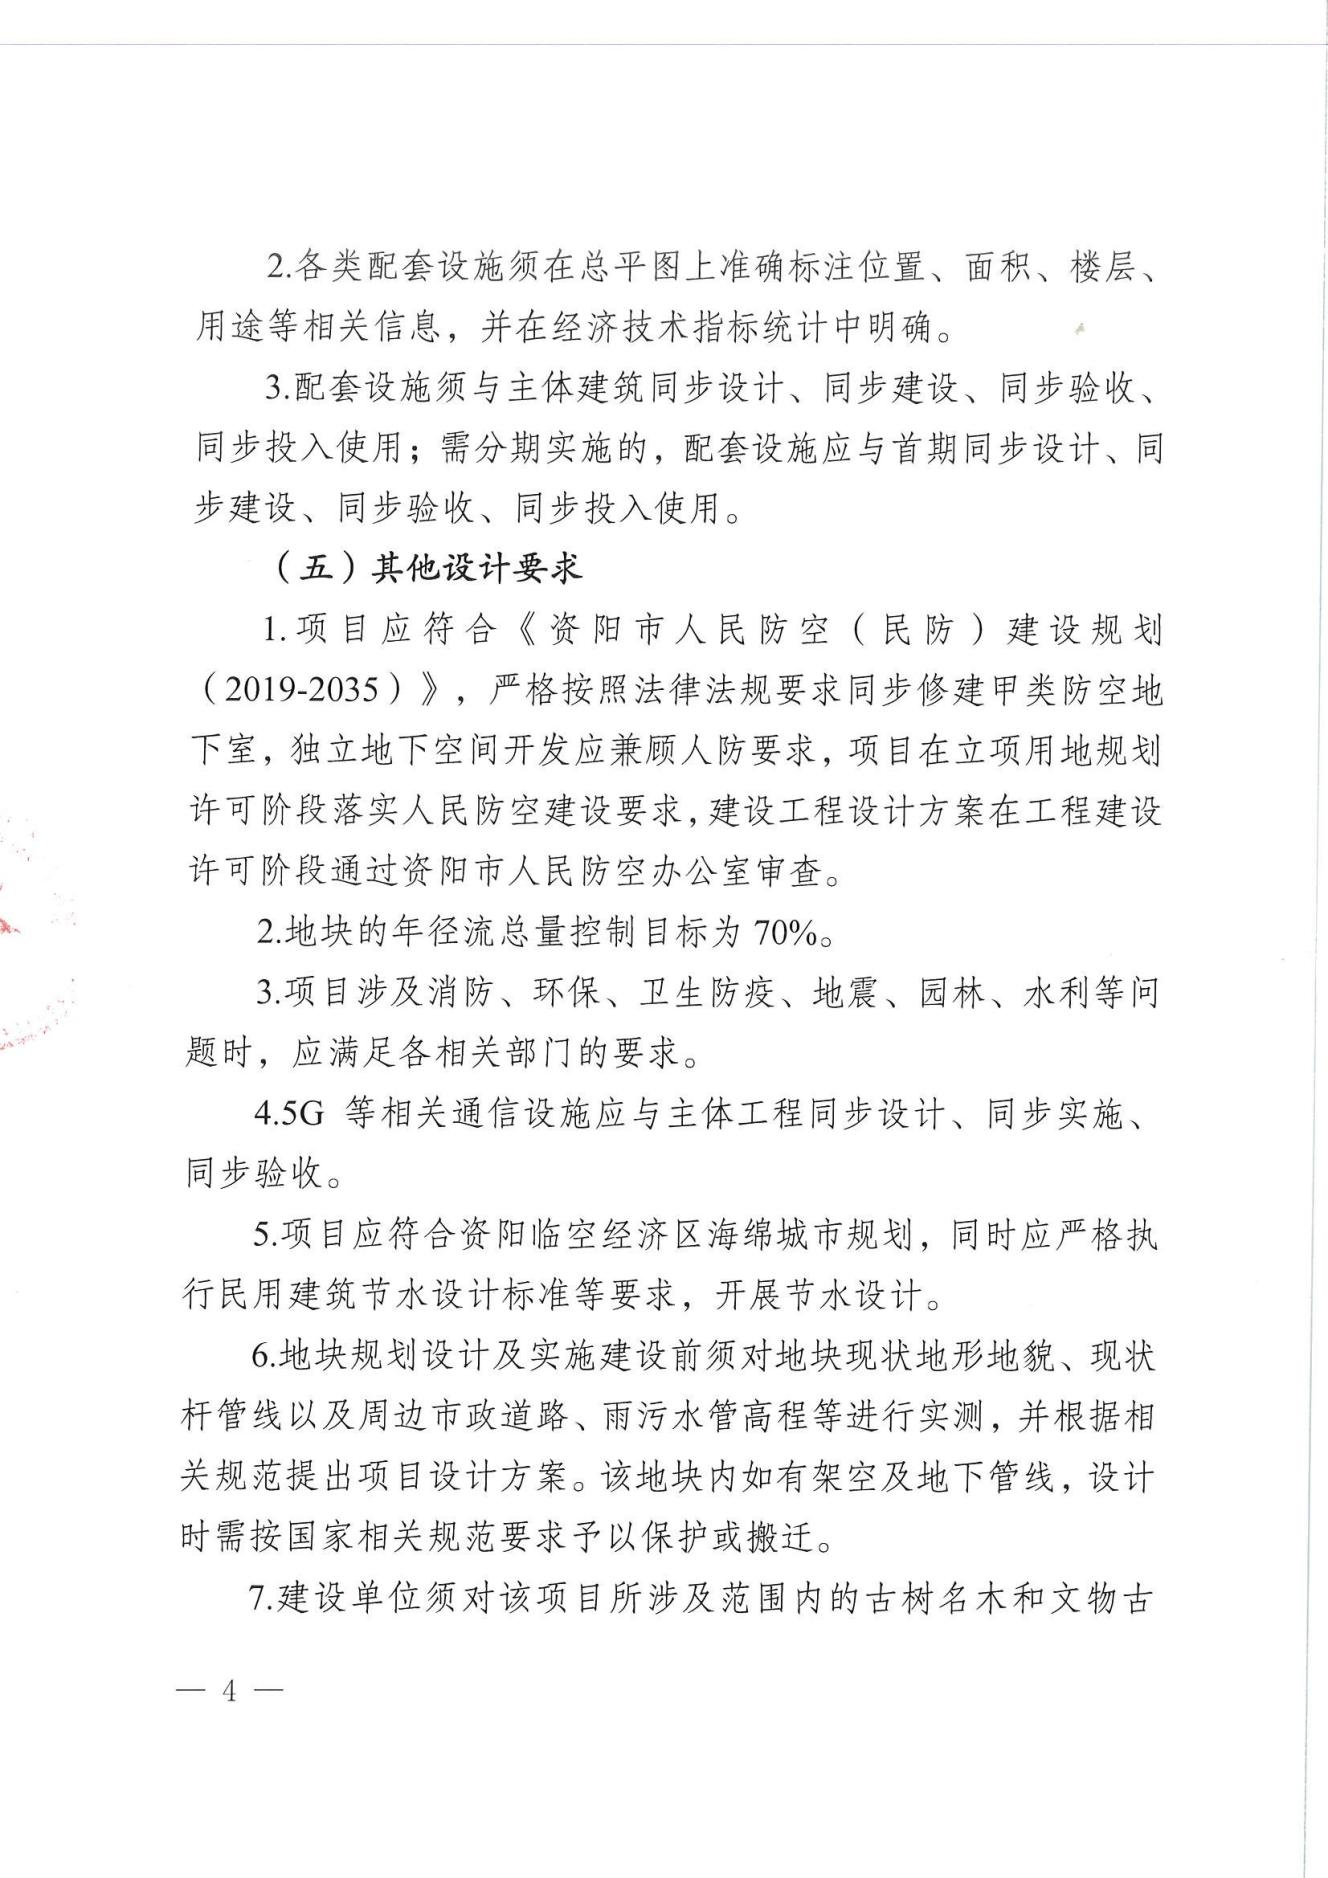 2.各类配套设施须在总平图上准确标注位置、面积、楼层、
用途等相关信息，并在经济技术指标统计中明确。
3.配套设施须与主体建筑同步设计、同步建设、同步验收、
同步投入使用；需分期实施的，配套设施应与首期同步设计、同
步建设、同步验收、同步投入使用。
（五）其他设计要求
1.项目应符合《资阳市人民防空（民防）建设规划
（2019-2035）》，严格按照法律法规要求同步修建甲类防空地
下室，独立地下空间开发应兼顾人防要求，项目在立项用地规划
许可阶段落实人民防空建设要求，建设工程设计方案在工程建设
许可阶段通过资阳市人民防空办公室审查。
2.地块的年径流总量控制目标为 70%。
3.项目涉及消防、环保、卫生防疫、地震、园林、水利等问
题时，应满足各相关部门的要求。
4.5G 等相关通信设施应与主体工程同步设计、同步实施、
同步验收。
5.项目应符合资阳临空经济区海绵城市规划，同时应严格执
行民用建筑节水设计标准等要求，开展节水设计。
6.地块规划设计及实施建设前须对地块现状地形地貌、现状
杆管线以及周边市政道路、雨污水管高程等进行实测，并根据相
关规范提出项目设计方案。该地块内如有架空及地下管线，设计
时需按国家相关规范要求予以保护或搬迁。
7.建设单位须对该项目所涉及范围内的古树名木和文物古
— 4 —